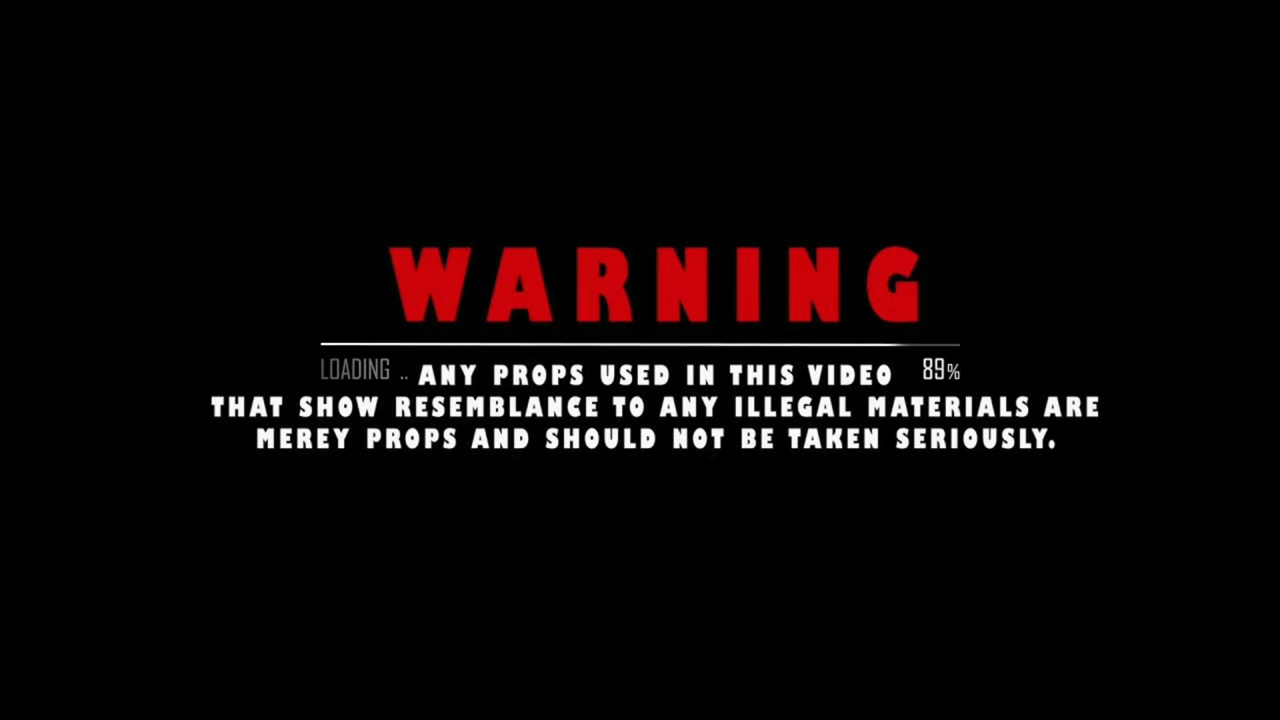 WARNING
LOADING .. ANY PROPS USED IN THIS VIDEO 89%
THAT SHOW RESEMBLANCE TO ANY ILLEGAL MATERIALS ARE
MEREY PROPS AND SHOULD NOT BE TAKEN SERIOUSLY.